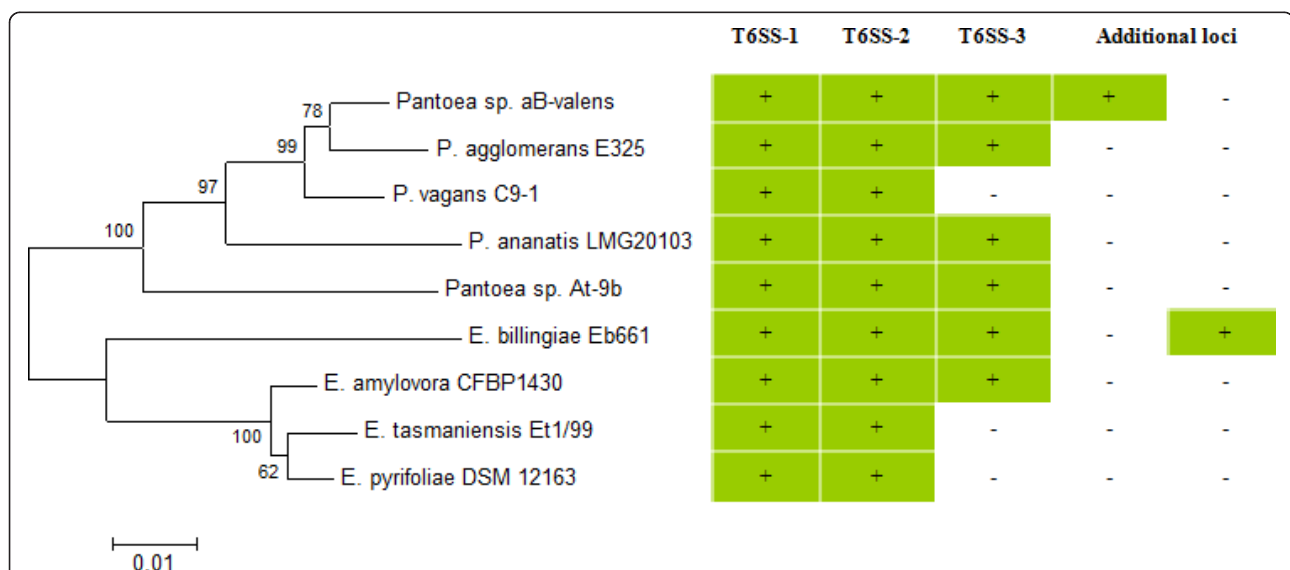 T6SS-1 T6SS-2 T6SS-3 Additional loci
78 Pantoea sp. aB-valens + + + + -
99 P. agglomerans E325 + + + - -
97 P. vagans C9-1 + + - - -
100 P. ananatis LMG20103 + + + - -
Pantoea sp. At-9b + + + - -
E. billingiae Eb661 + + + - +
E. amylovora CFBP1430 + + + - -
100 E. tasmaniensis Et1/99 + + - - -
62 E. pyrifoliae DSM 12163 + + - - -
0.01